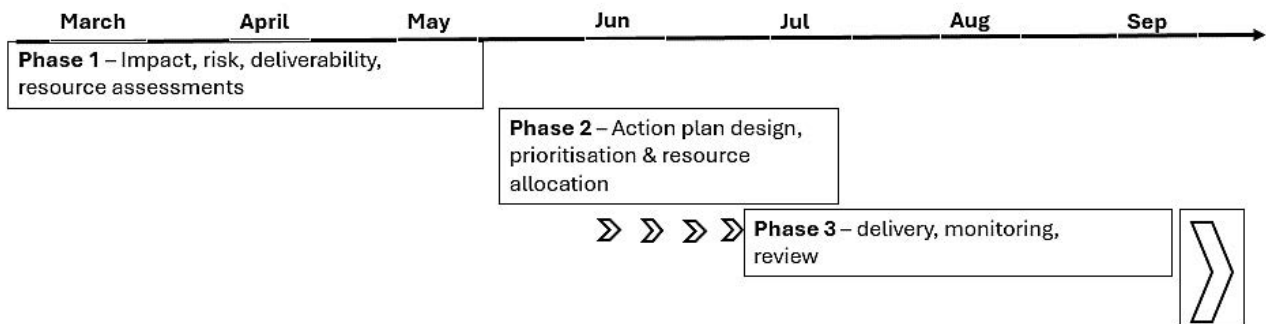 March April May Jun Jul Aug Sep
Phase 1 – Impact, risk, deliverability,
resource assessments
Phase 2 – Action plan design,
prioritisation & resource
allocation
Phase 3 – delivery, monitoring,
review